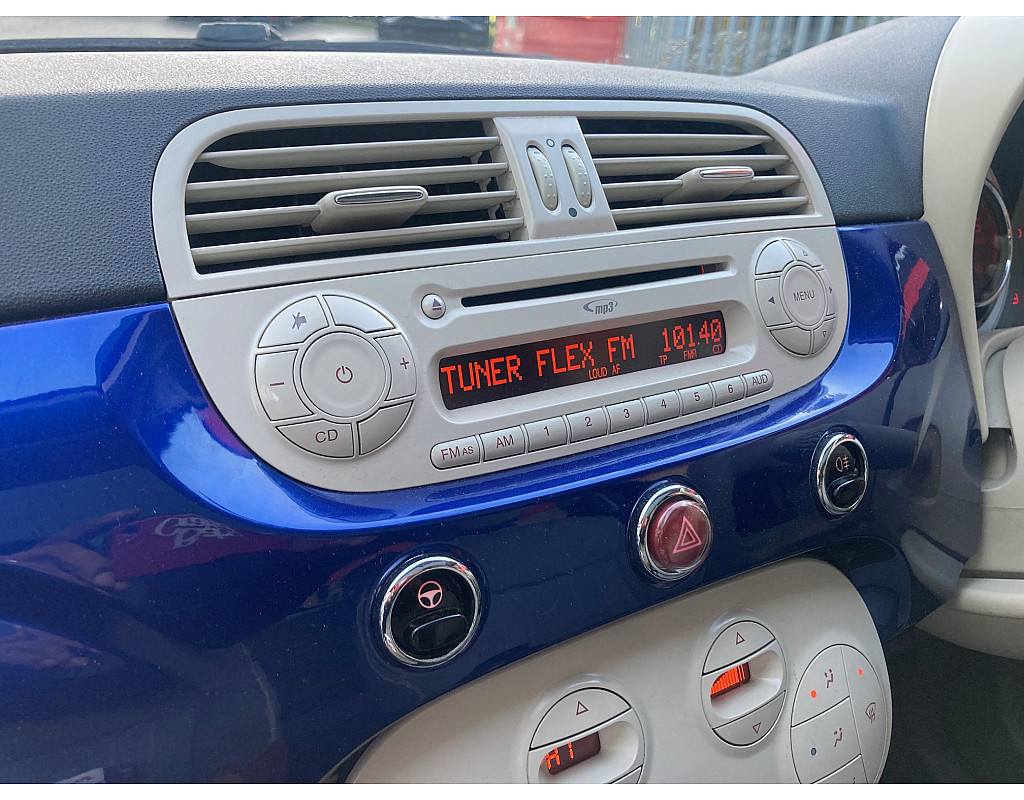 mp3
MENU
TUNER FLEX FM 101.40
LOUD AF TP FMA CD
CD
FM AS AM 1 2 3 4 5 6 AUD
HI